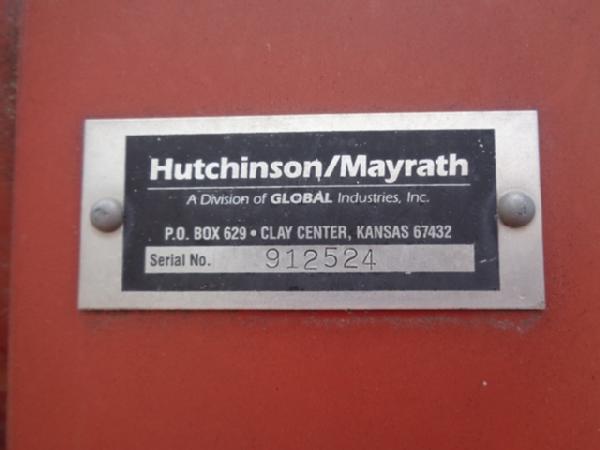 Hutchinson/Mayrath
A Division of GLOBAL Industries, Inc.
P.O. BOX 629 • CLAY CENTER, KANSAS 67432
Serial No. 912524